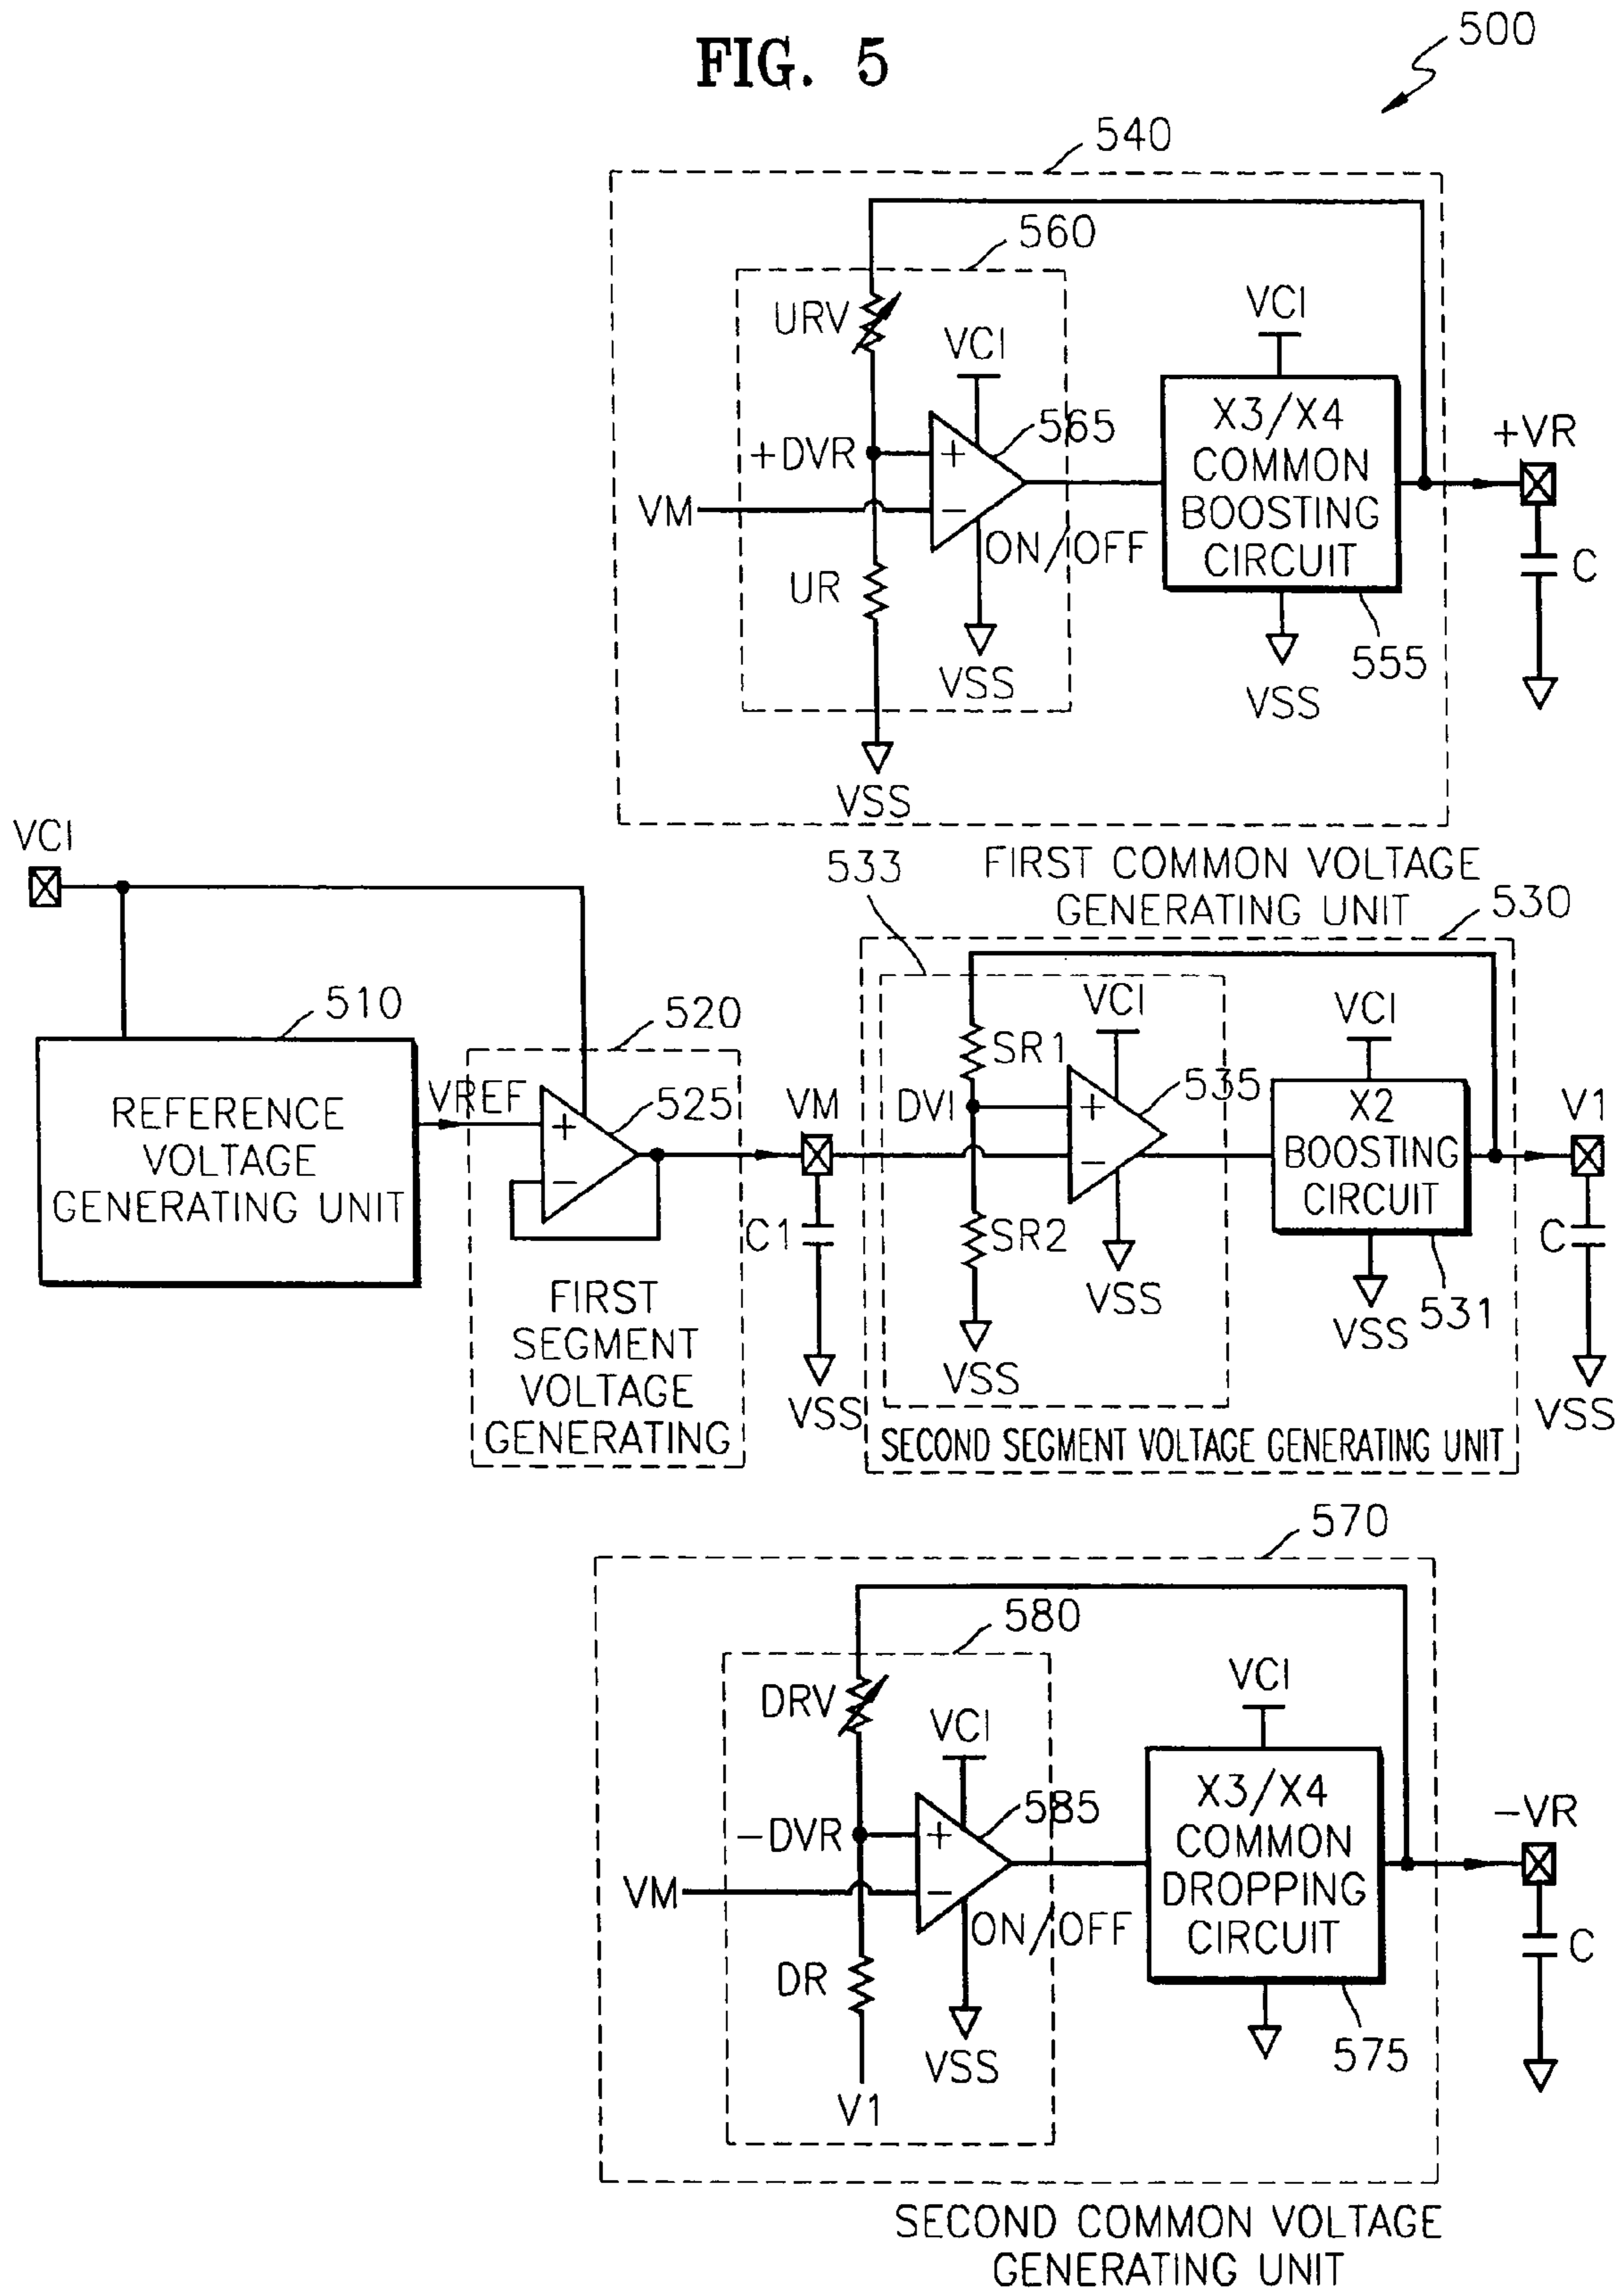 FIG. 5
500
540
560
URV
VCI
VCI
565
+DVR
+
X3/X4
COMMON
BOOSTING
CIRCUIT
+VR
VM
−
ON/OFF
C
UR
555
VSS
VSS
VSS
VCI
533
FIRST COMMON VOLTAGE
GENERATING UNIT
530
510
520
VCI
VCI
SR1
535
REFERENCE
VOLTAGE
GENERATING UNIT
VREF
+
525
−
VM
DVI
+
−
X2
BOOSTING
CIRCUIT
V1
C1
SR2
C
VSS
531
VSS
FIRST
SEGMENT
VOLTAGE
GENERATING
VSS
VSS
VSS
SECOND SEGMENT VOLTAGE GENERATING UNIT
570
580
DRV
VCI
VCI
585
−DVR
+
X3/X4
COMMON
DROPPING
CIRCUIT
−VR
VM
−
ON/OFF
C
DR
575
VSS
V1
SECOND COMMON VOLTAGE
GENERATING UNIT